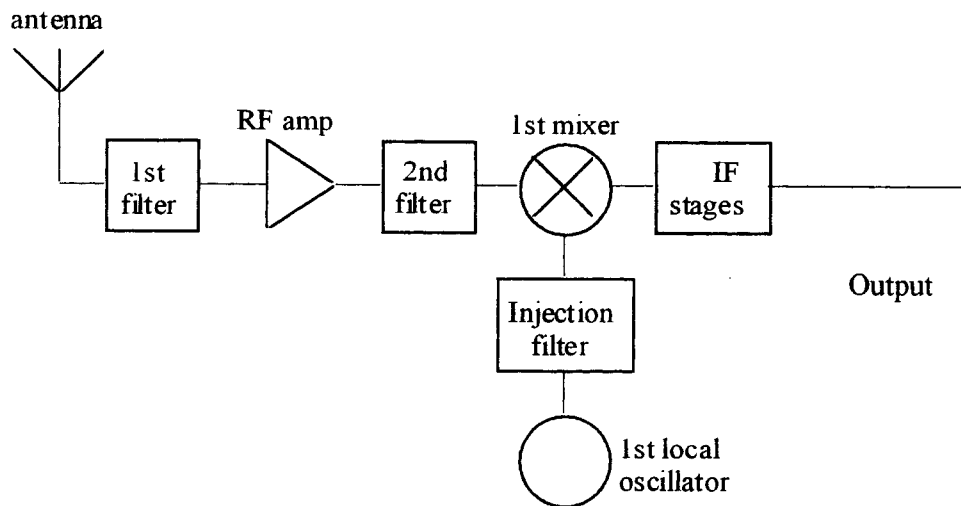 antenna
RF amp
1st mixer
1st
filter
2nd
filter
IF
stages
Output
Injection
filter
1st local
oscillator